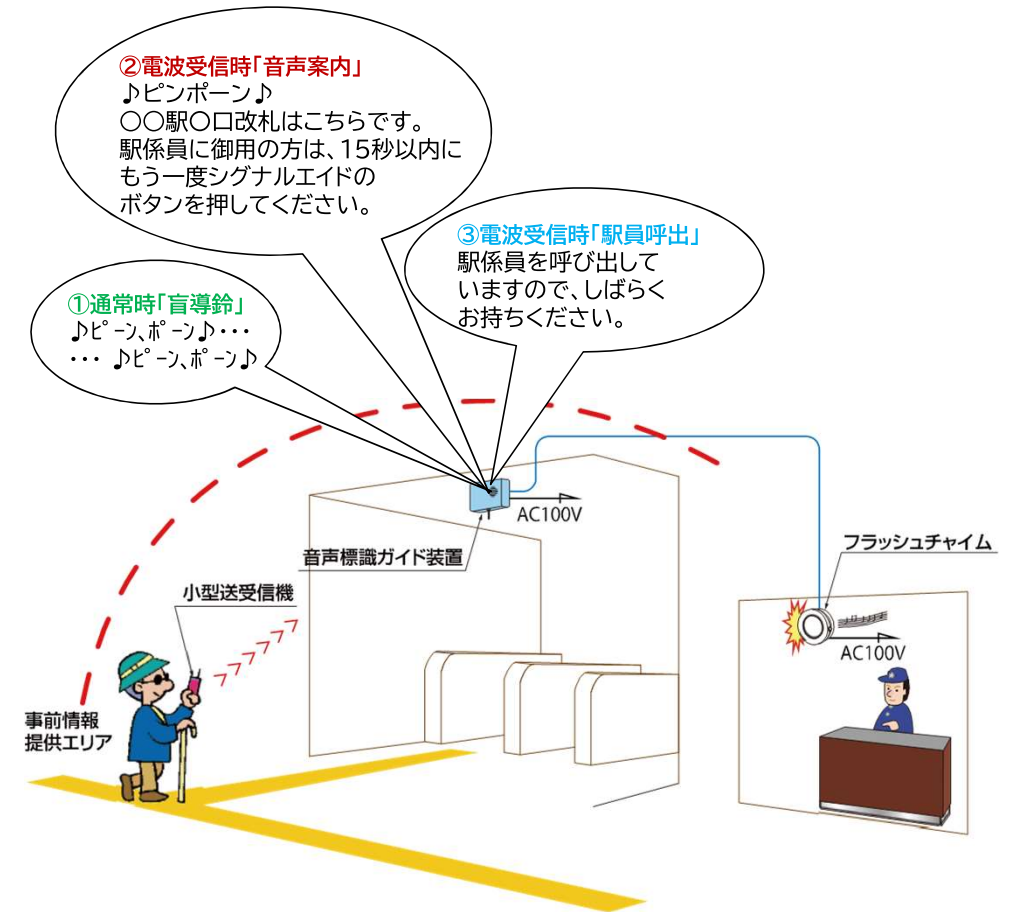 ②電波受信時「音声案内」
♪ピンポーン♪
〇〇駅〇口改札はこちらです。
駅係員に御用の方は、15秒以内に
もう一度シグナルエイドの
ボタンを押してください。
③電波受信時「駅員呼出」
駅係員を呼び出して
いますので、しばらく
お持ちください。
①通常時「盲導鈴」
♪ﾋﾟｰﾝ､ﾎﾟｰﾝ♪・・・
・・・ ♪ﾋﾟｰﾝ､ﾎﾟｰﾝ♪
AC100V
音声標識ガイド装置
フラッシュチャイム
小型送受信機
AC100V
事前情報
提供エリア